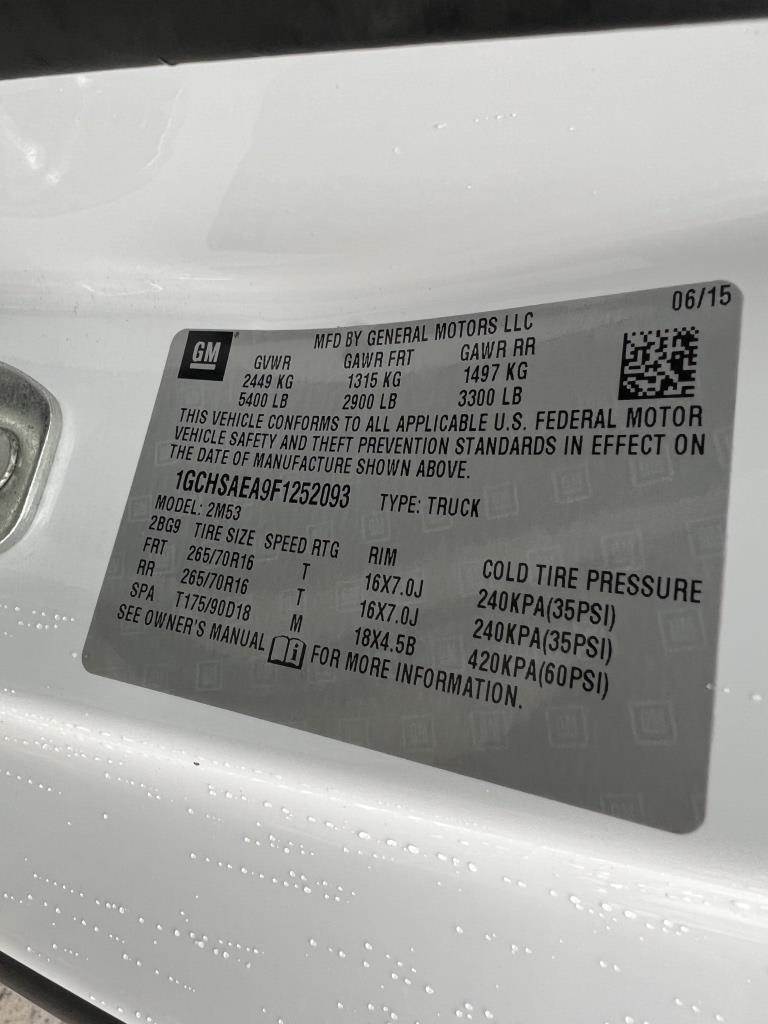 06/15
GM
MFD BY GENERAL MOTORS LLC
GVWR GAWR FRT GAWR RR
2449 KG 1315 KG 1497 KG
5400 LB 2900 LB 3300 LB
THIS VEHICLE CONFORMS TO ALL APPLICABLE U.S. FEDERAL MOTOR
VEHICLE SAFETY AND THEFT PREVENTION STANDARDS IN EFFECT ON
THE DATE OF MANUFACTURE SHOWN ABOVE.
1GCHSAEA9F1252093 TYPE: TRUCK
MODEL: 2M53
2BG9 TIRE SIZE SPEED RTG RIM COLD TIRE PRESSURE
FRT 265/70R16 T 16X7.0J 240KPA(35PSI)
RR 265/70R16 T 16X7.0J 240KPA(35PSI)
SPA T175/90D18 M 18X4.5B 420KPA(60PSI)
SEE OWNER'S MANUAL FOR MORE INFORMATION.